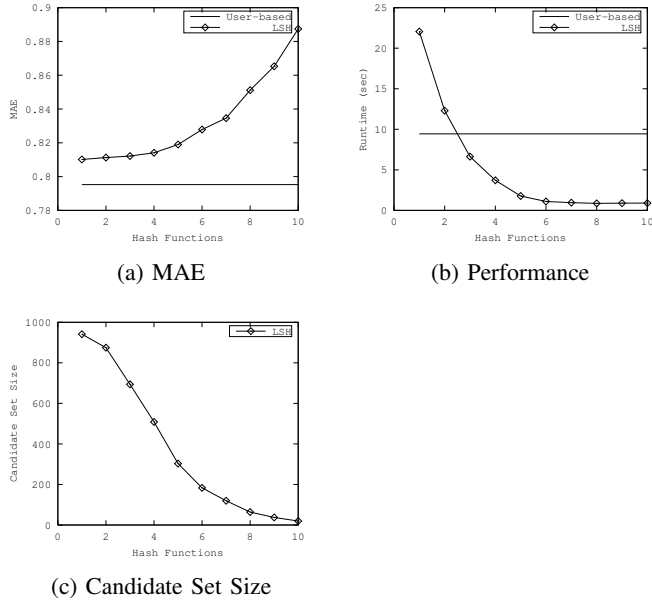 0.9
0.88
0.86
0.84
0.82
0.8
0.78
MAE
0 2 4 6 8 10
Hash Functions
User-based
LSH
(a) MAE
25
20
15
10
5
0
Runtime (sec)
0 2 4 6 8 10
Hash Functions
User-based
LSH
(b) Performance
1000
800
600
400
200
0
Candidate Set Size
0 2 4 6 8 10
Hash Functions
LSH
(c) Candidate Set Size